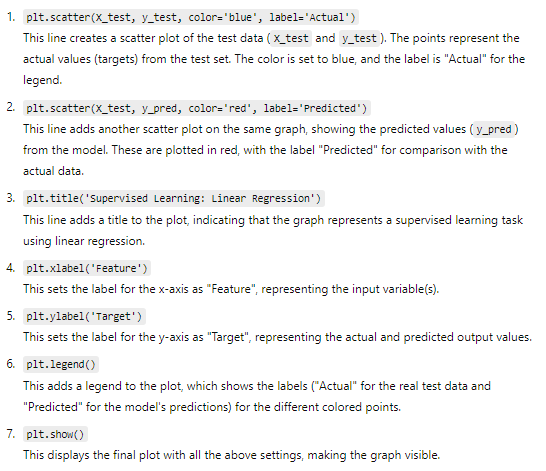 1. plt.scatter(X_test, y_test, color='blue', label='Actual')
This line creates a scatter plot of the test data ( X_test and y_test ). The points represent the
actual values (targets) from the test set. The color is set to blue, and the label is "Actual" for the
legend.
2. plt.scatter(X_test, y_pred, color='red', label='Predicted')
This line adds another scatter plot on the same graph, showing the predicted values ( y_pred )
from the model. These are plotted in red, with the label "Predicted" for comparison with the
actual data.
3. plt.title('Supervised Learning: Linear Regression')
This line adds a title to the plot, indicating that the graph represents a supervised learning task
using linear regression.
4. plt.xlabel('Feature')
This sets the label for the x-axis as "Feature", representing the input variable(s).
5. plt.ylabel('Target')
This sets the label for the y-axis as "Target", representing the actual and predicted output values.
6. plt.legend()
This adds a legend to the plot, which shows the labels ("Actual" for the real test data and
"Predicted" for the model's predictions) for the different colored points.
7. plt.show()
This displays the final plot with all the above settings, making the graph visible.